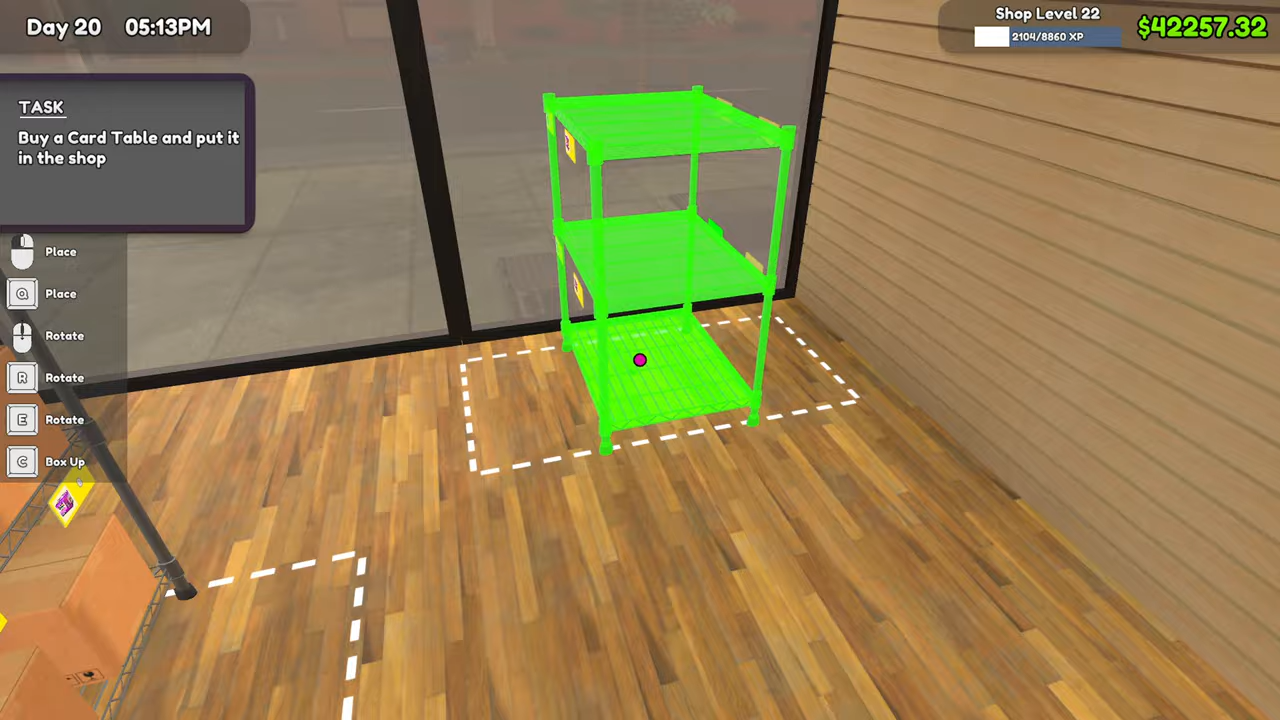 Day 20 05:13PM
Shop Level 22
2104/8860 XP
$42257.32
TASK
Buy a Card Table and put it
in the shop
Place
Q Place
Rotate
R Rotate
E Rotate
C Box Up